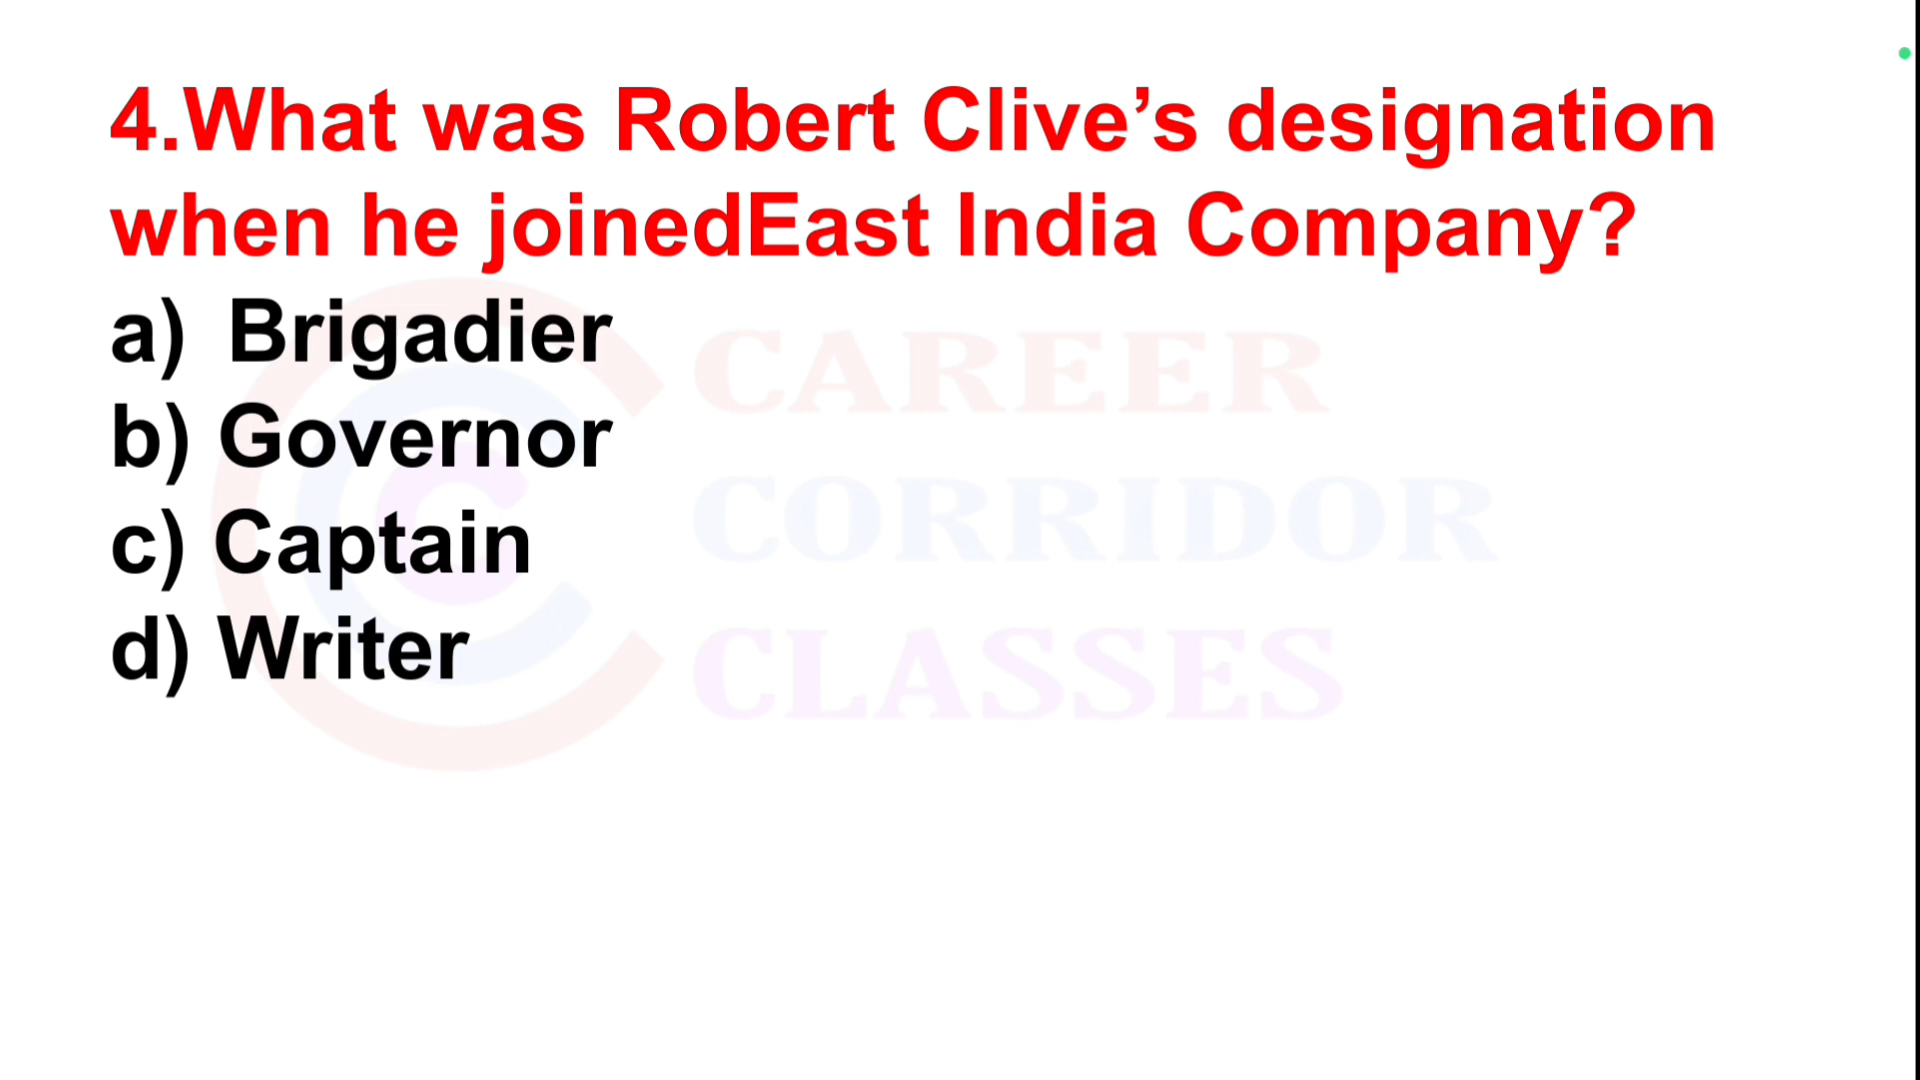 4.What was Robert Clive’s designation
when he joinedEast India Company?
a) Brigadier
b) Governor
c) Captain
d) Writer
CAREER
CORRIDOR
CLASSES